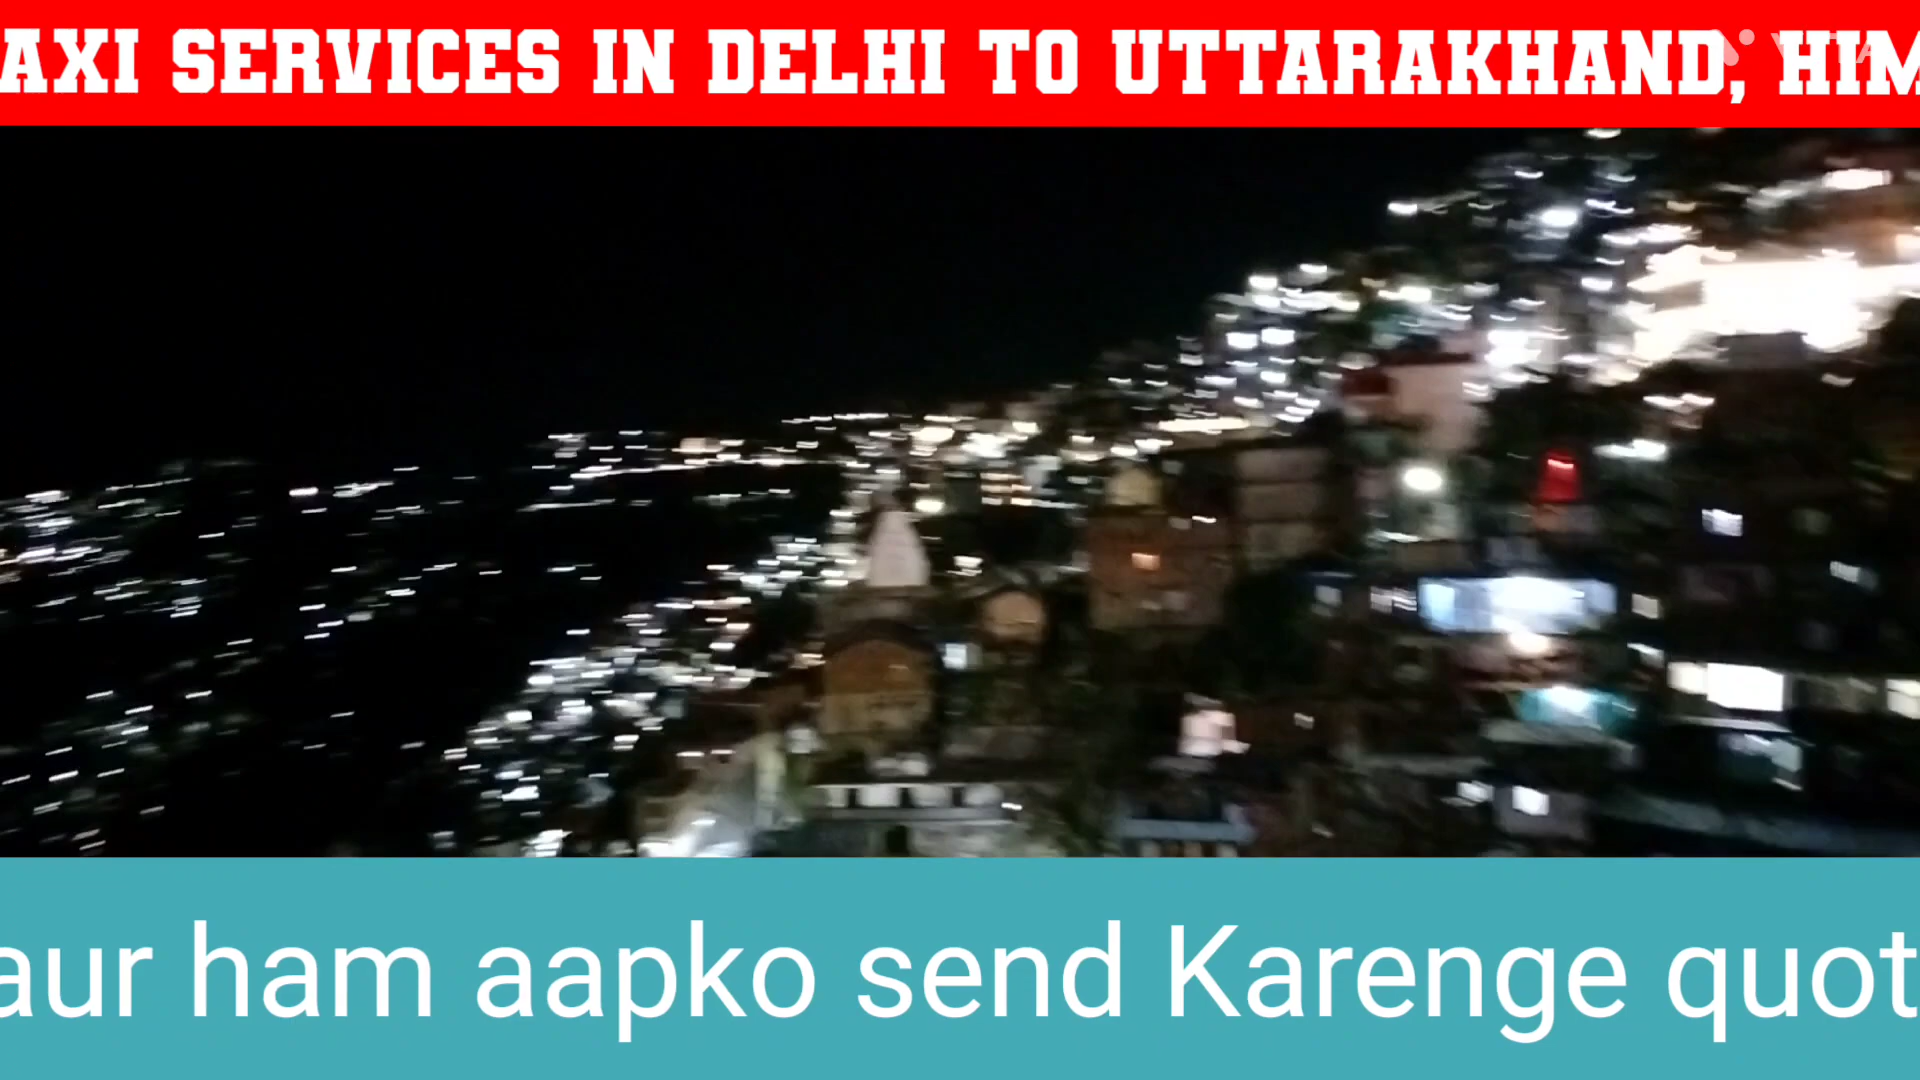 AXI SERVICES IN DELHI TO UTTARAKHAND, HIM
aur ham aapko send Karenge quot